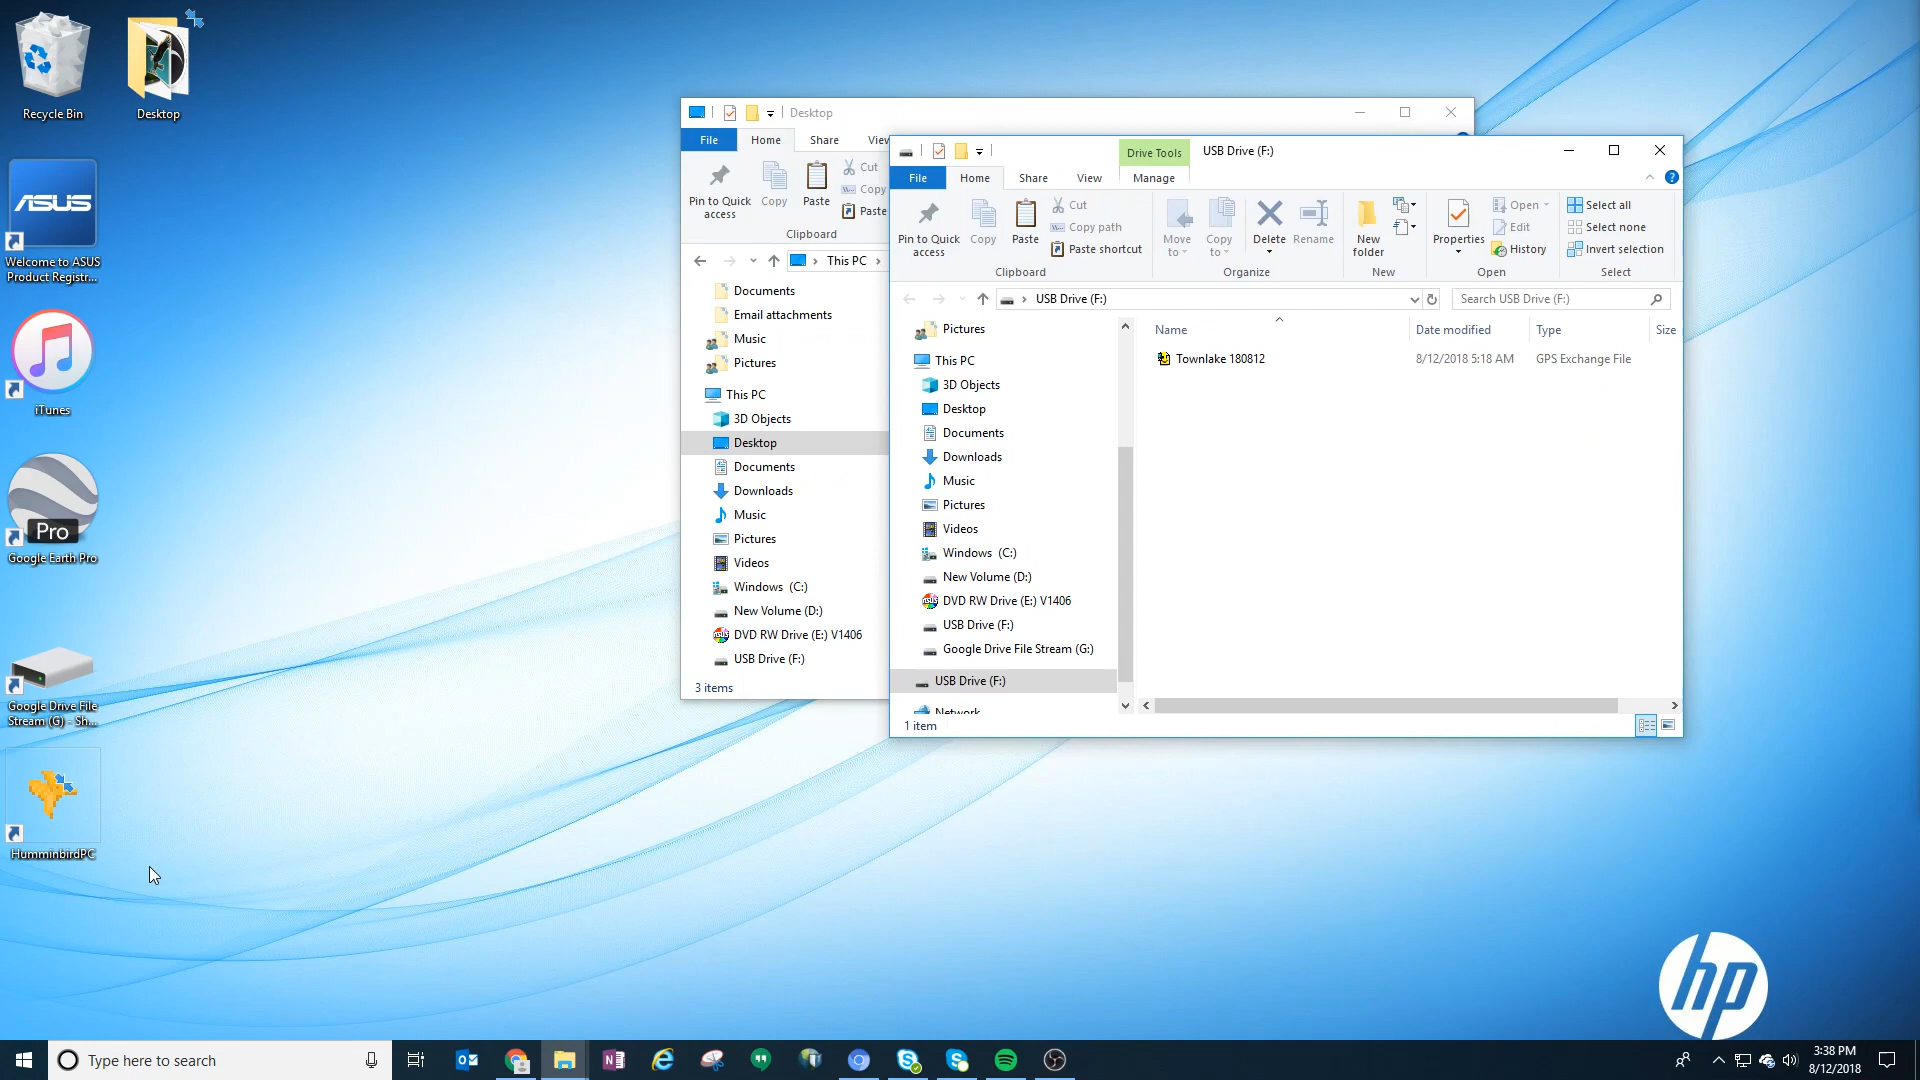 Recycle Bin
Desktop
ASUS
Welcome to ASUS
Product Registr...
iTunes
Pro
Google Earth Pro
Google Drive File
Stream (G) - Sh...
HumminbirdPC
Desktop
File Home Share View
Pin to Quick
access
Copy
Paste
Cut
Copy
Paste
Clipboard
This PC
Documents
Email attachments
Music
Pictures
This PC
3D Objects
Desktop
Documents
Downloads
Music
Pictures
Videos
Windows (C:)
New Volume (D:)
DVD RW Drive (E:) V1406
USB Drive (F:)
3 items
Drive Tools USB Drive (F:)
File Home Share View Manage
Pin to Quick
access
Copy
Paste
Cut
Copy path
Paste shortcut
Clipboard
Move
to
Copy
to
Delete
Rename
Organize
New
folder
New
Properties
Open
Edit
History
Open
Select all
Select none
Invert selection
Select
USB Drive (F:)
Search USB Drive (F:)
Pictures
This PC
3D Objects
Desktop
Documents
Downloads
Music
Pictures
Videos
Windows (C:)
New Volume (D:)
DVD RW Drive (E:) V1406
USB Drive (F:)
Google Drive File Stream (G:)
USB Drive (F:)
Network
Name Date modified Type Size
Townlake 180812 8/12/2018 5:18 AM GPS Exchange File
1 item
hp
Type here to search
3:38 PM
8/12/2018